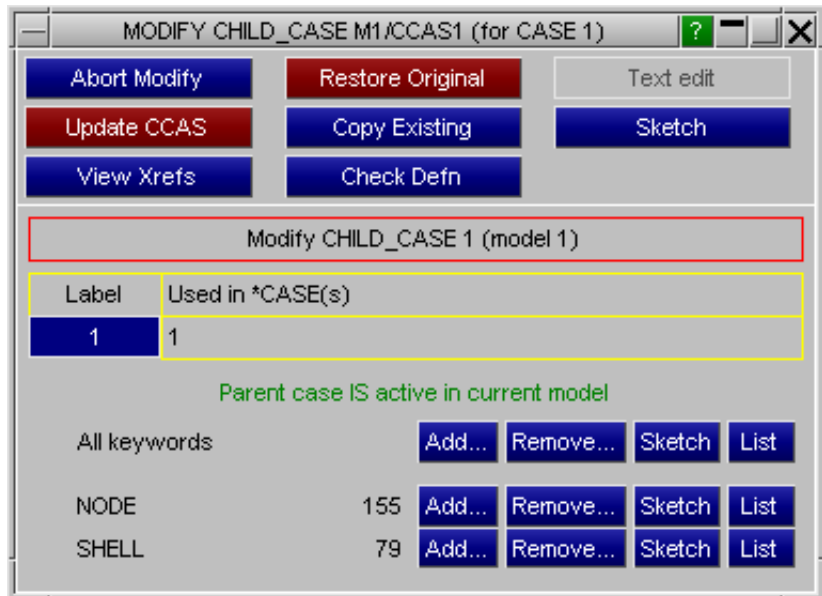 MODIFY CHILD_CASE M1/CCAS1 (for CASE 1) ?
Abort Modify Restore Original Text edit
Update CCAS Copy Existing Sketch
View Xrefs Check Defn
Modify CHILD_CASE 1 (model 1)
Label Used in *CASE(s)
1 1
Parent case IS active in current model
All keywords Add... Remove... Sketch List
NODE 155 Add... Remove... Sketch List
SHELL 79 Add... Remove... Sketch List